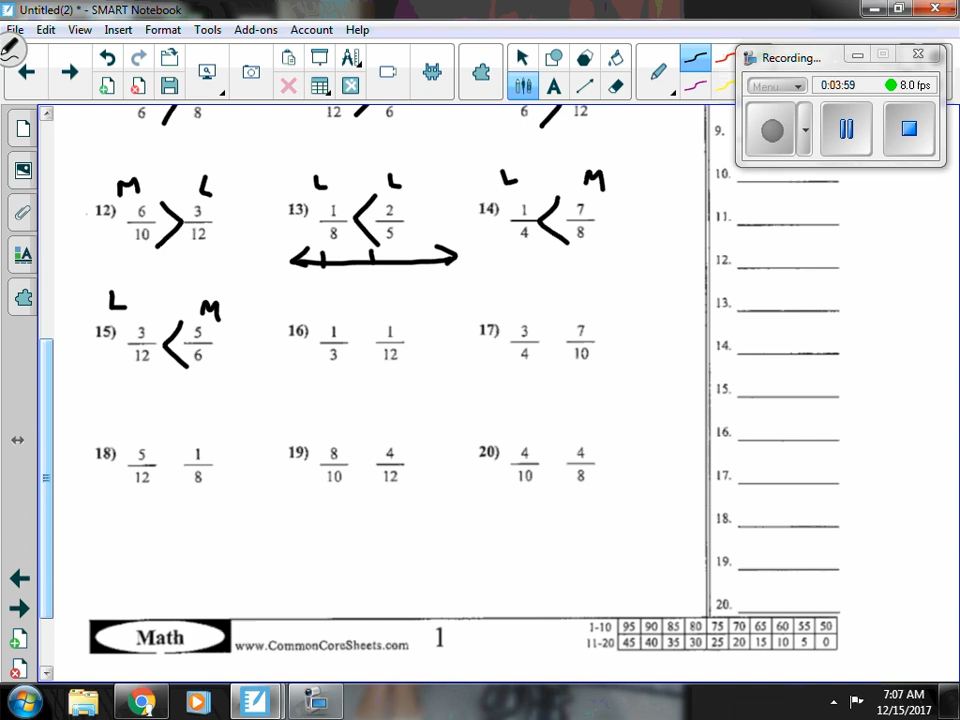 Untitled(2) * - SMART Notebook
File Edit View Insert Format Tools Add-ons Account Help
Recording...
Menu 0:03:59 8.0 fps
6 8 12 6 6 12
9.
10.
11.
12.
13.
14.
15.
16.
17.
18.
19.
20.
M L
12) 6/10 > 3/12
L L
13) 1/8 < 2/5
L M
14) 1/4 < 7/8
L M
15) 3/12 < 5/6
16) 1/3 1/12
17) 3/4 7/10
18) 5/12 1/8
19) 8/10 4/12
20) 4/10 4/8
Math
www.CommonCoreSheets.com
1
1-10 95 90 85 80 75 70 65 60 55 50
11-20 45 40 35 30 25 20 15 10 5 0
7:07 AM
12/15/2017